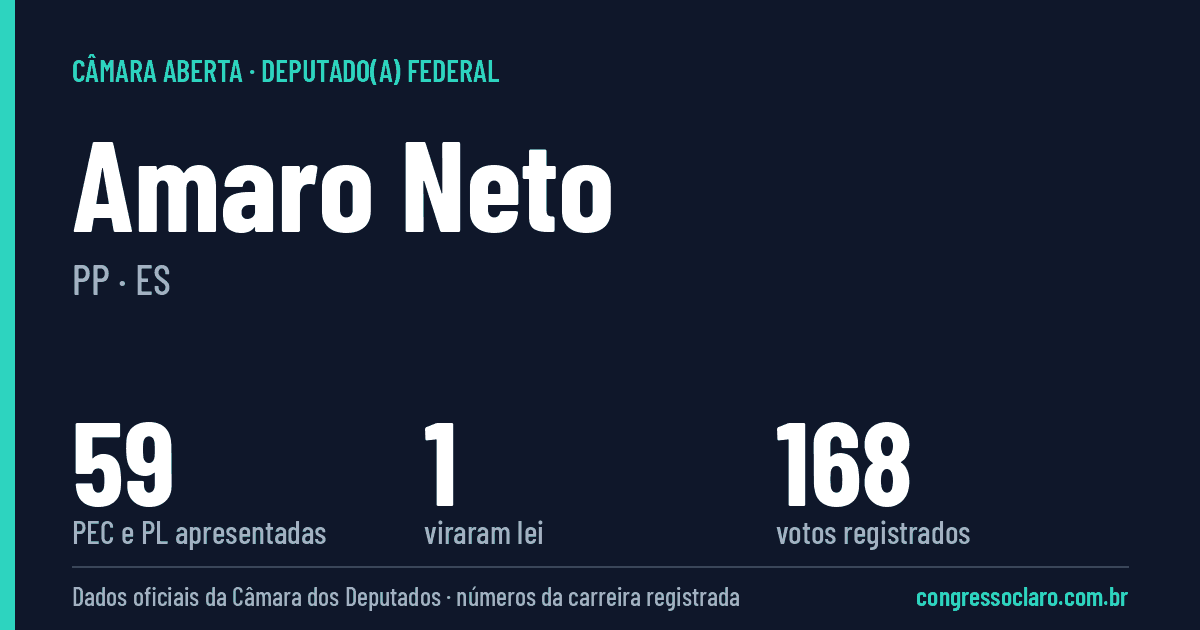 CÂMARA ABERTA · DEPUTADO(A) FEDERAL
Amaro Neto
PP · ES
59 1 168
PEC e PL apresentadas viraram lei votos registrados
Dados oficiais da Câmara dos Deputados · números da carreira registrada congressoclaro.com.br